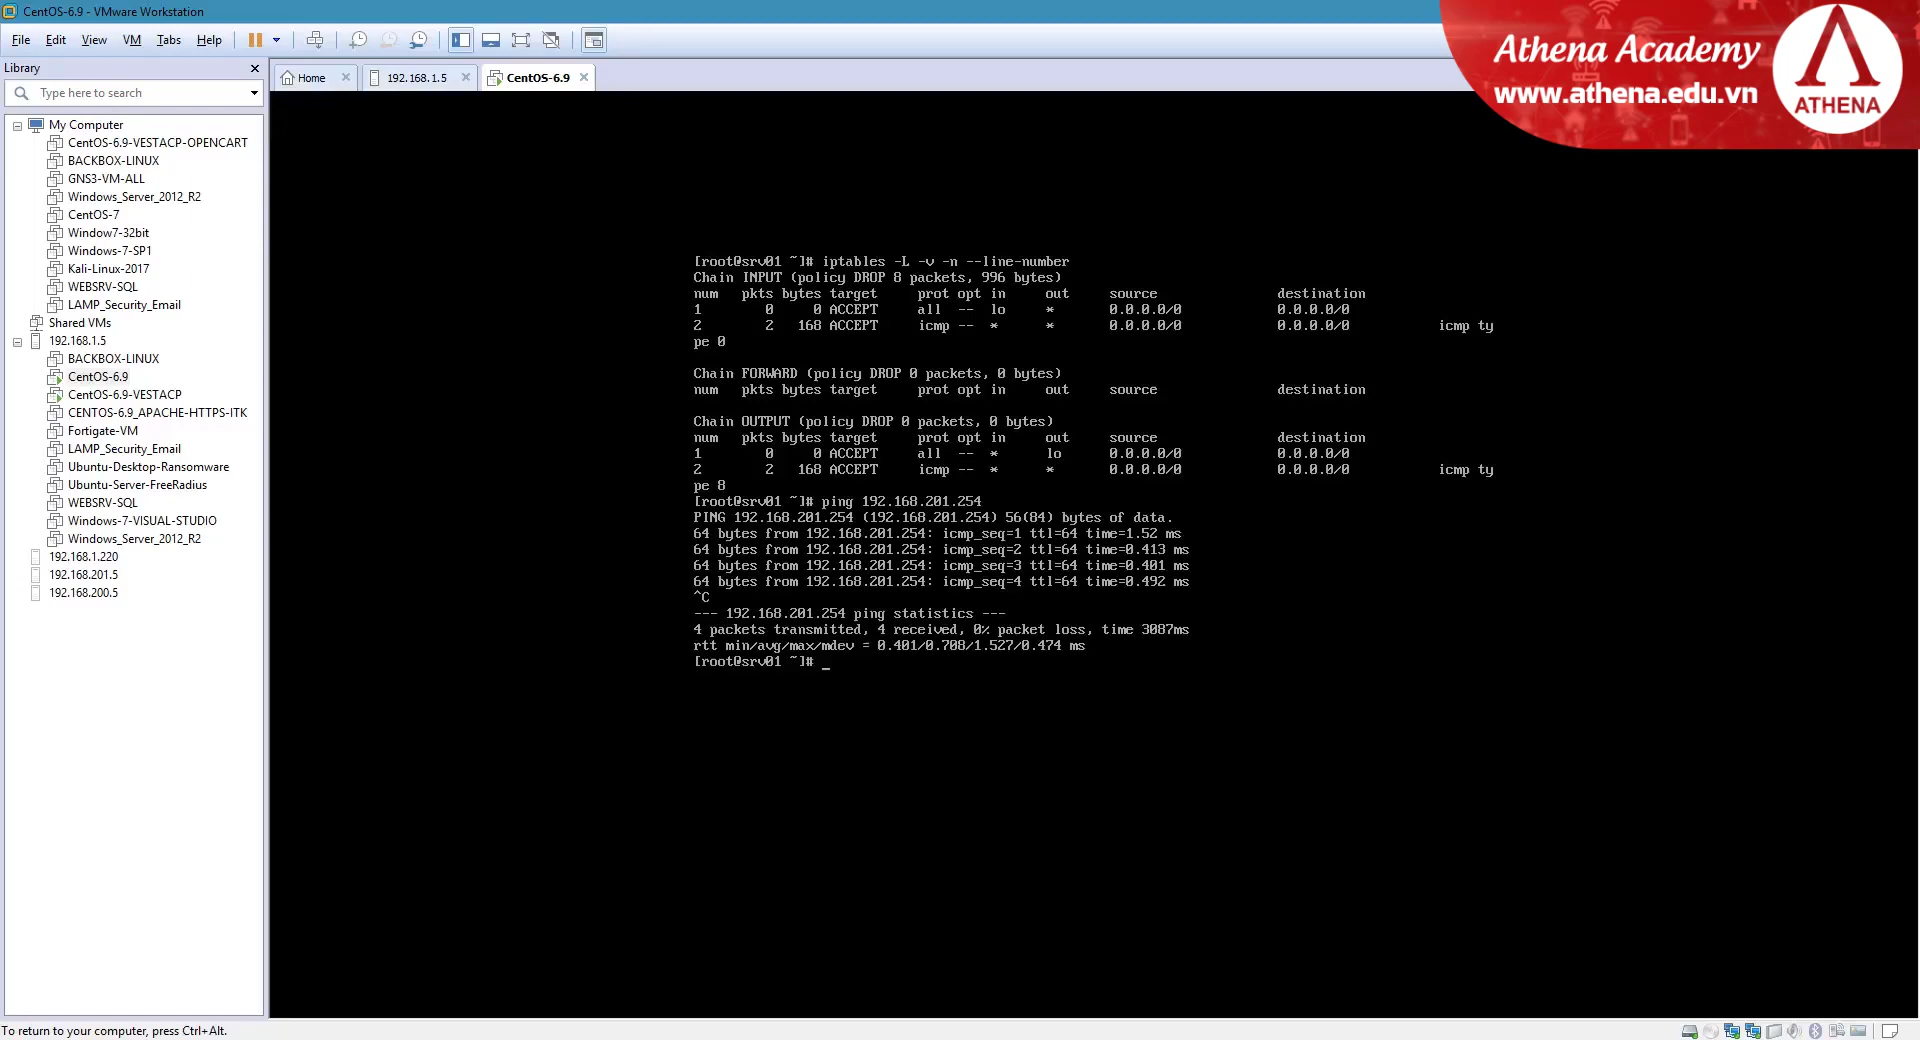 CentOS-6.9 - VMware Workstation
File Edit View VM Tabs Help
Athena Academy
www.athena.edu.vn
ATHENA
Library
Type here to search
Home
192.168.1.5
CentOS-6.9
My Computer
CentOS-6.9-VESTACP-OPENCART
BACKBOX-LINUX
GNS3-VM-ALL
Windows_Server_2012_R2
CentOS-7
Window7-32bit
Windows-7-SP1
Kali-Linux-2017
WEBSRV-SQL
LAMP_Security_Email
Shared VMs
192.168.1.5
BACKBOX-LINUX
CentOS-6.9
CentOS-6.9-VESTACP
CENTOS-6.9_APACHE-HTTPS-ITK
Fortigate-VM
LAMP_Security_Email
Ubuntu-Desktop-Ransomware
Ubuntu-Server-FreeRadius
WEBSRV-SQL
Windows-7-VISUAL-STUDIO
Windows_Server_2012_R2
192.168.1.220
192.168.201.5
192.168.200.5
[root@srv01 ~]# iptables -L -v -n --line-number
Chain INPUT (policy DROP 8 packets, 996 bytes)
num pkts bytes target prot opt in out source destination
1 0 0 ACCEPT all -- lo * 0.0.0.0/0 0.0.0.0/0
2 2 168 ACCEPT icmp -- * * 0.0.0.0/0 0.0.0.0/0 icmp ty
pe 0
Chain FORWARD (policy DROP 0 packets, 0 bytes)
num pkts bytes target prot opt in out source destination
Chain OUTPUT (policy DROP 0 packets, 0 bytes)
num pkts bytes target prot opt in out source destination
1 0 0 ACCEPT all -- * lo 0.0.0.0/0 0.0.0.0/0
2 2 168 ACCEPT icmp -- * * 0.0.0.0/0 0.0.0.0/0 icmp ty
pe 8
[root@srv01 ~]# ping 192.168.201.254
PING 192.168.201.254 (192.168.201.254) 56(84) bytes of data.
64 bytes from 192.168.201.254: icmp_seq=1 ttl=64 time=1.52 ms
64 bytes from 192.168.201.254: icmp_seq=2 ttl=64 time=0.413 ms
64 bytes from 192.168.201.254: icmp_seq=3 ttl=64 time=0.401 ms
64 bytes from 192.168.201.254: icmp_seq=4 ttl=64 time=0.492 ms
^C
--- 192.168.201.254 ping statistics ---
4 packets transmitted, 4 received, 0% packet loss, time 3087ms
rtt min/avg/max/mdev = 0.401/0.708/1.527/0.474 ms
[root@srv01 ~]# _
To return to your computer, press Ctrl+Alt.